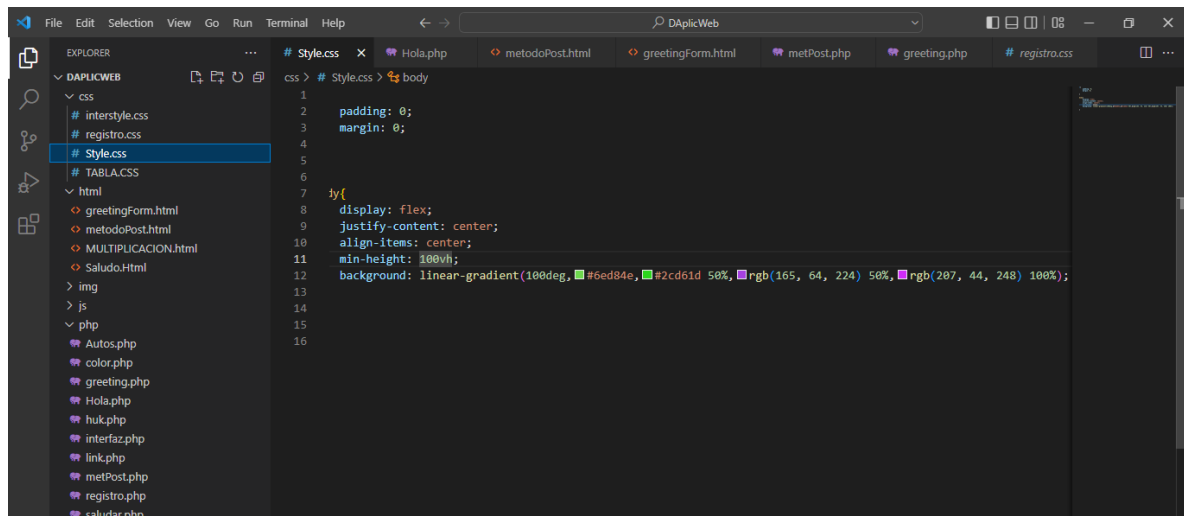 File Edit Selection View Go Run Terminal Help
DAplicWeb
EXPLORER
DAPLICWEB
css
# interstyle.css
# registro.css
# Style.css
# TABLA.CSS
html
<> greetingForm.html
<> metodoPost.html
<> MULTIPLICACION.html
<> Saludo.Html
> img
> js
php
Autos.php
color.php
greeting.php
Hola.php
huk.php
interfaz.php
link.php
metPost.php
registro.php
saludar.php
# Style.css Hola.php <> metodoPost.html <> greetingForm.html metPost.php greeting.php # registro.css
css > # Style.css > body
1
2 padding: 0;
3 margin: 0;
4
5
6
7 dy{
8 display: flex;
9 justify-content: center;
10 align-items: center;
11 min-height: 100vh;
12 background: linear-gradient(100deg, #6ed84e, #2cd61d 50%, rgb(165, 64, 224) 50%, rgb(207, 44, 248) 100%);
13
14
15
16